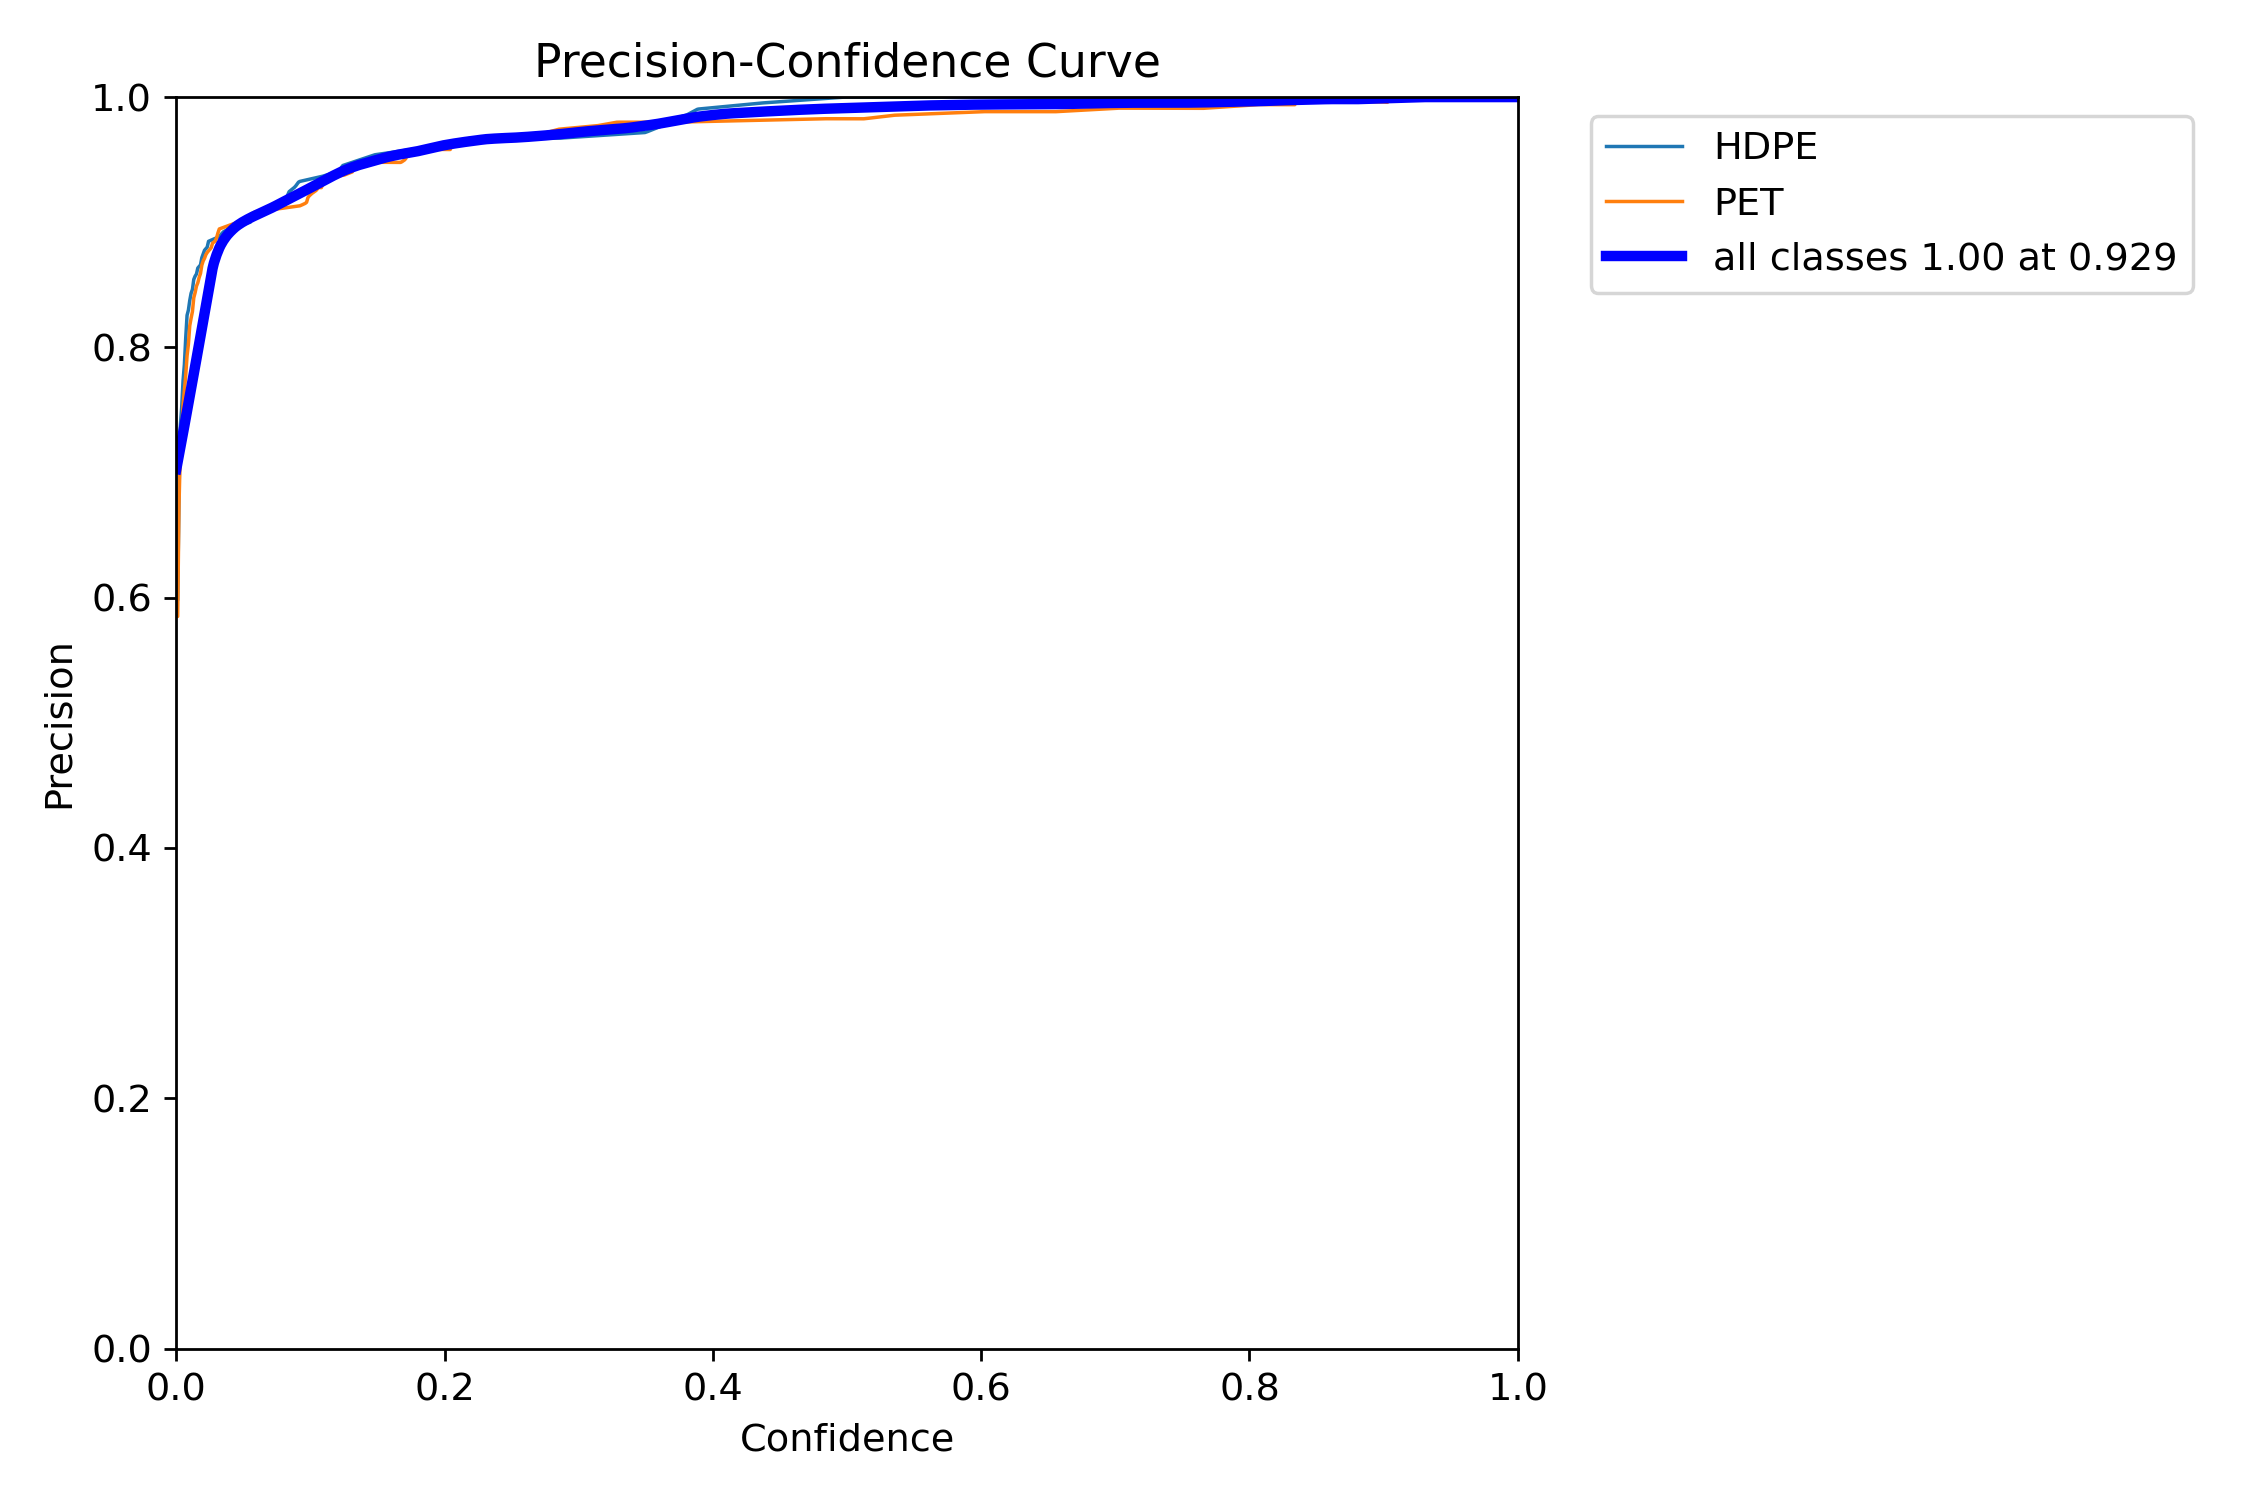 Precision-Confidence Curve
1.0
0.8
0.6
0.4
0.2
0.0
Precision
0.0 0.2 0.4 0.6 0.8 1.0
Confidence
HDPE
PET
all classes 1.00 at 0.929